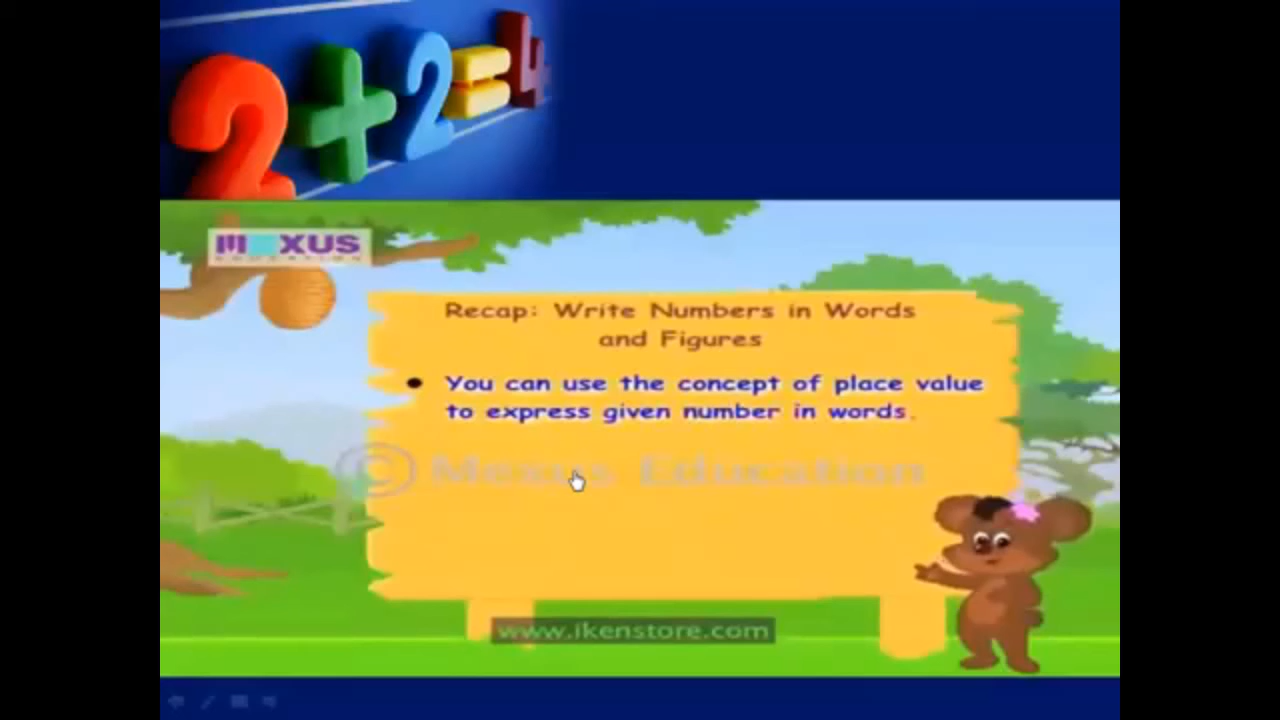 2+2=4
MEXUS
EDUCATION
Recap: Write Numbers in Words
and Figures
• You can use the concept of place value
to express given number in words.
© Mexus Education
www.ikenstore.com